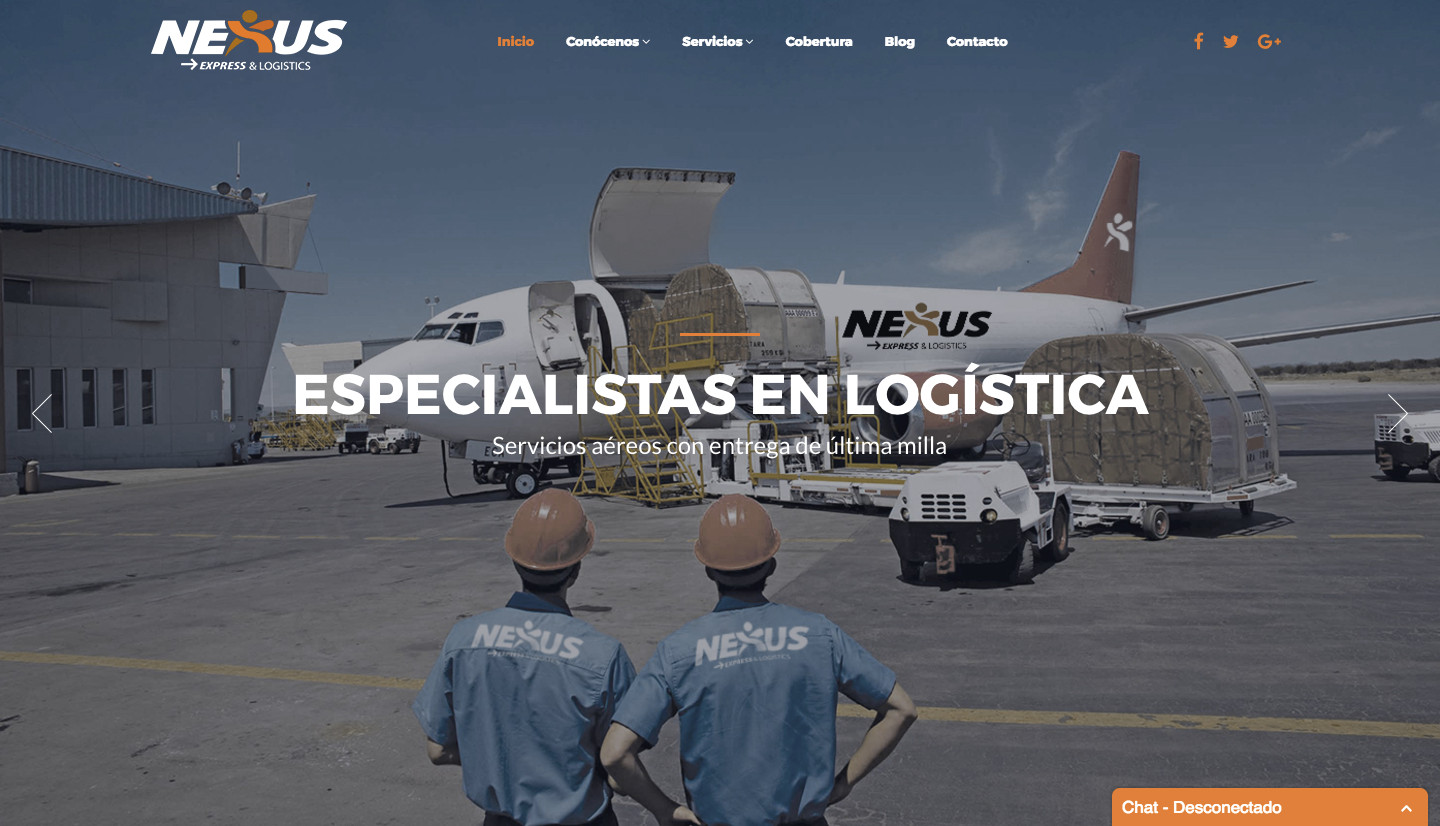 NEXUS
EXPRESS & LOGISTICS
Inicio
Conócenos
Servicios
Cobertura
Blog
Contacto
NEXUS
EXPRESS & LOGISTICS
ESPECIALISTAS EN LOGÍSTICA
Servicios aéreos con entrega de última milla
NEXUS
EXPRESS & LOGISTICS
NEXUS
EXPRESS & LOGISTICS
Chat - Desconectado